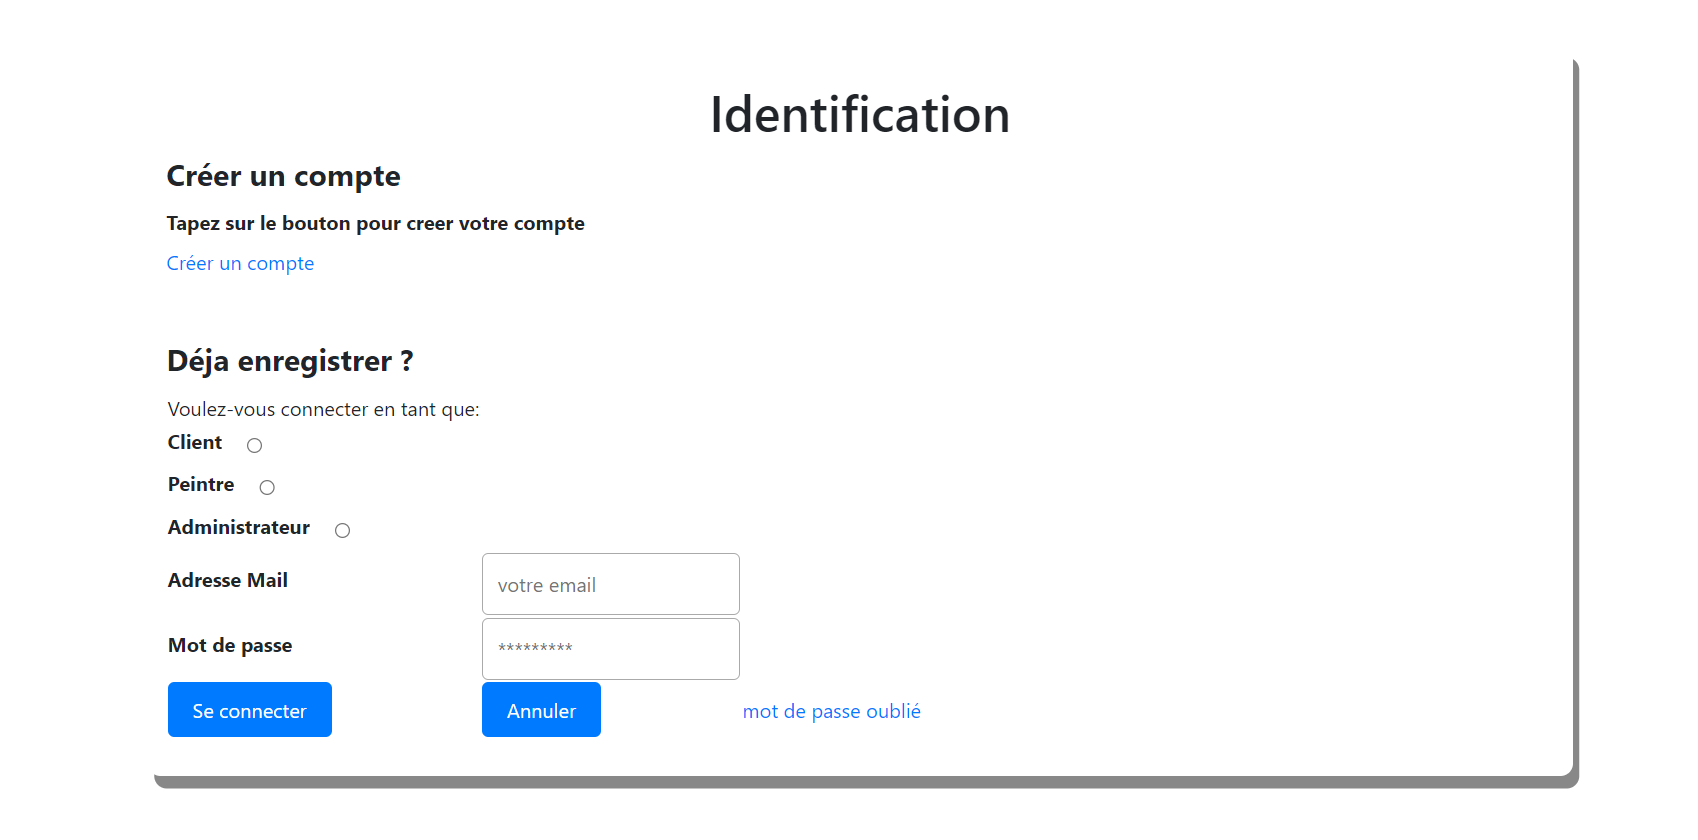 Identification
Créer un compte
Tapez sur le bouton pour creer votre compte
Créer un compte
Déja enregistrer ?
Voulez-vous connecter en tant que:
Client
Peintre
Administrateur
Adresse Mail votre email
Mot de passe *********
Se connecter Annuler mot de passe oublié